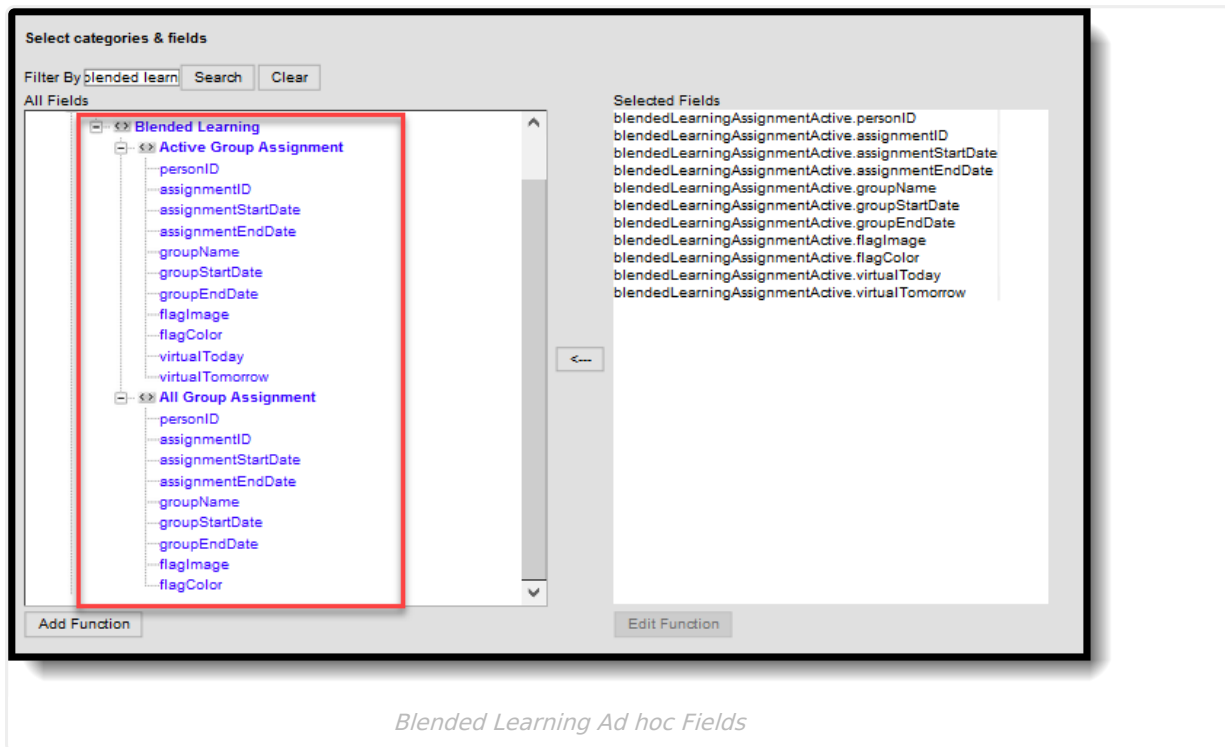 Select categories & fields
Filter By blended learn Search Clear
All Fields
Blended Learning
Active Group Assignment
personID
assignmentID
assignmentStartDate
assignmentEndDate
groupName
groupStartDate
groupEndDate
flagImage
flagColor
virtualToday
virtualTomorrow
All Group Assignment
personID
assignmentID
assignmentStartDate
assignmentEndDate
groupName
groupStartDate
groupEndDate
flagImage
flagColor
Add Function
<---
Selected Fields
blendedLearningAssignmentActive.personID
blendedLearningAssignmentActive.assignmentID
blendedLearningAssignmentActive.assignmentStartDate
blendedLearningAssignmentActive.assignmentEndDate
blendedLearningAssignmentActive.groupName
blendedLearningAssignmentActive.groupStartDate
blendedLearningAssignmentActive.groupEndDate
blendedLearningAssignmentActive.flagImage
blendedLearningAssignmentActive.flagColor
blendedLearningAssignmentActive.virtualToday
blendedLearningAssignmentActive.virtualTomorrow
Edit Function
Blended Learning Ad hoc Fields